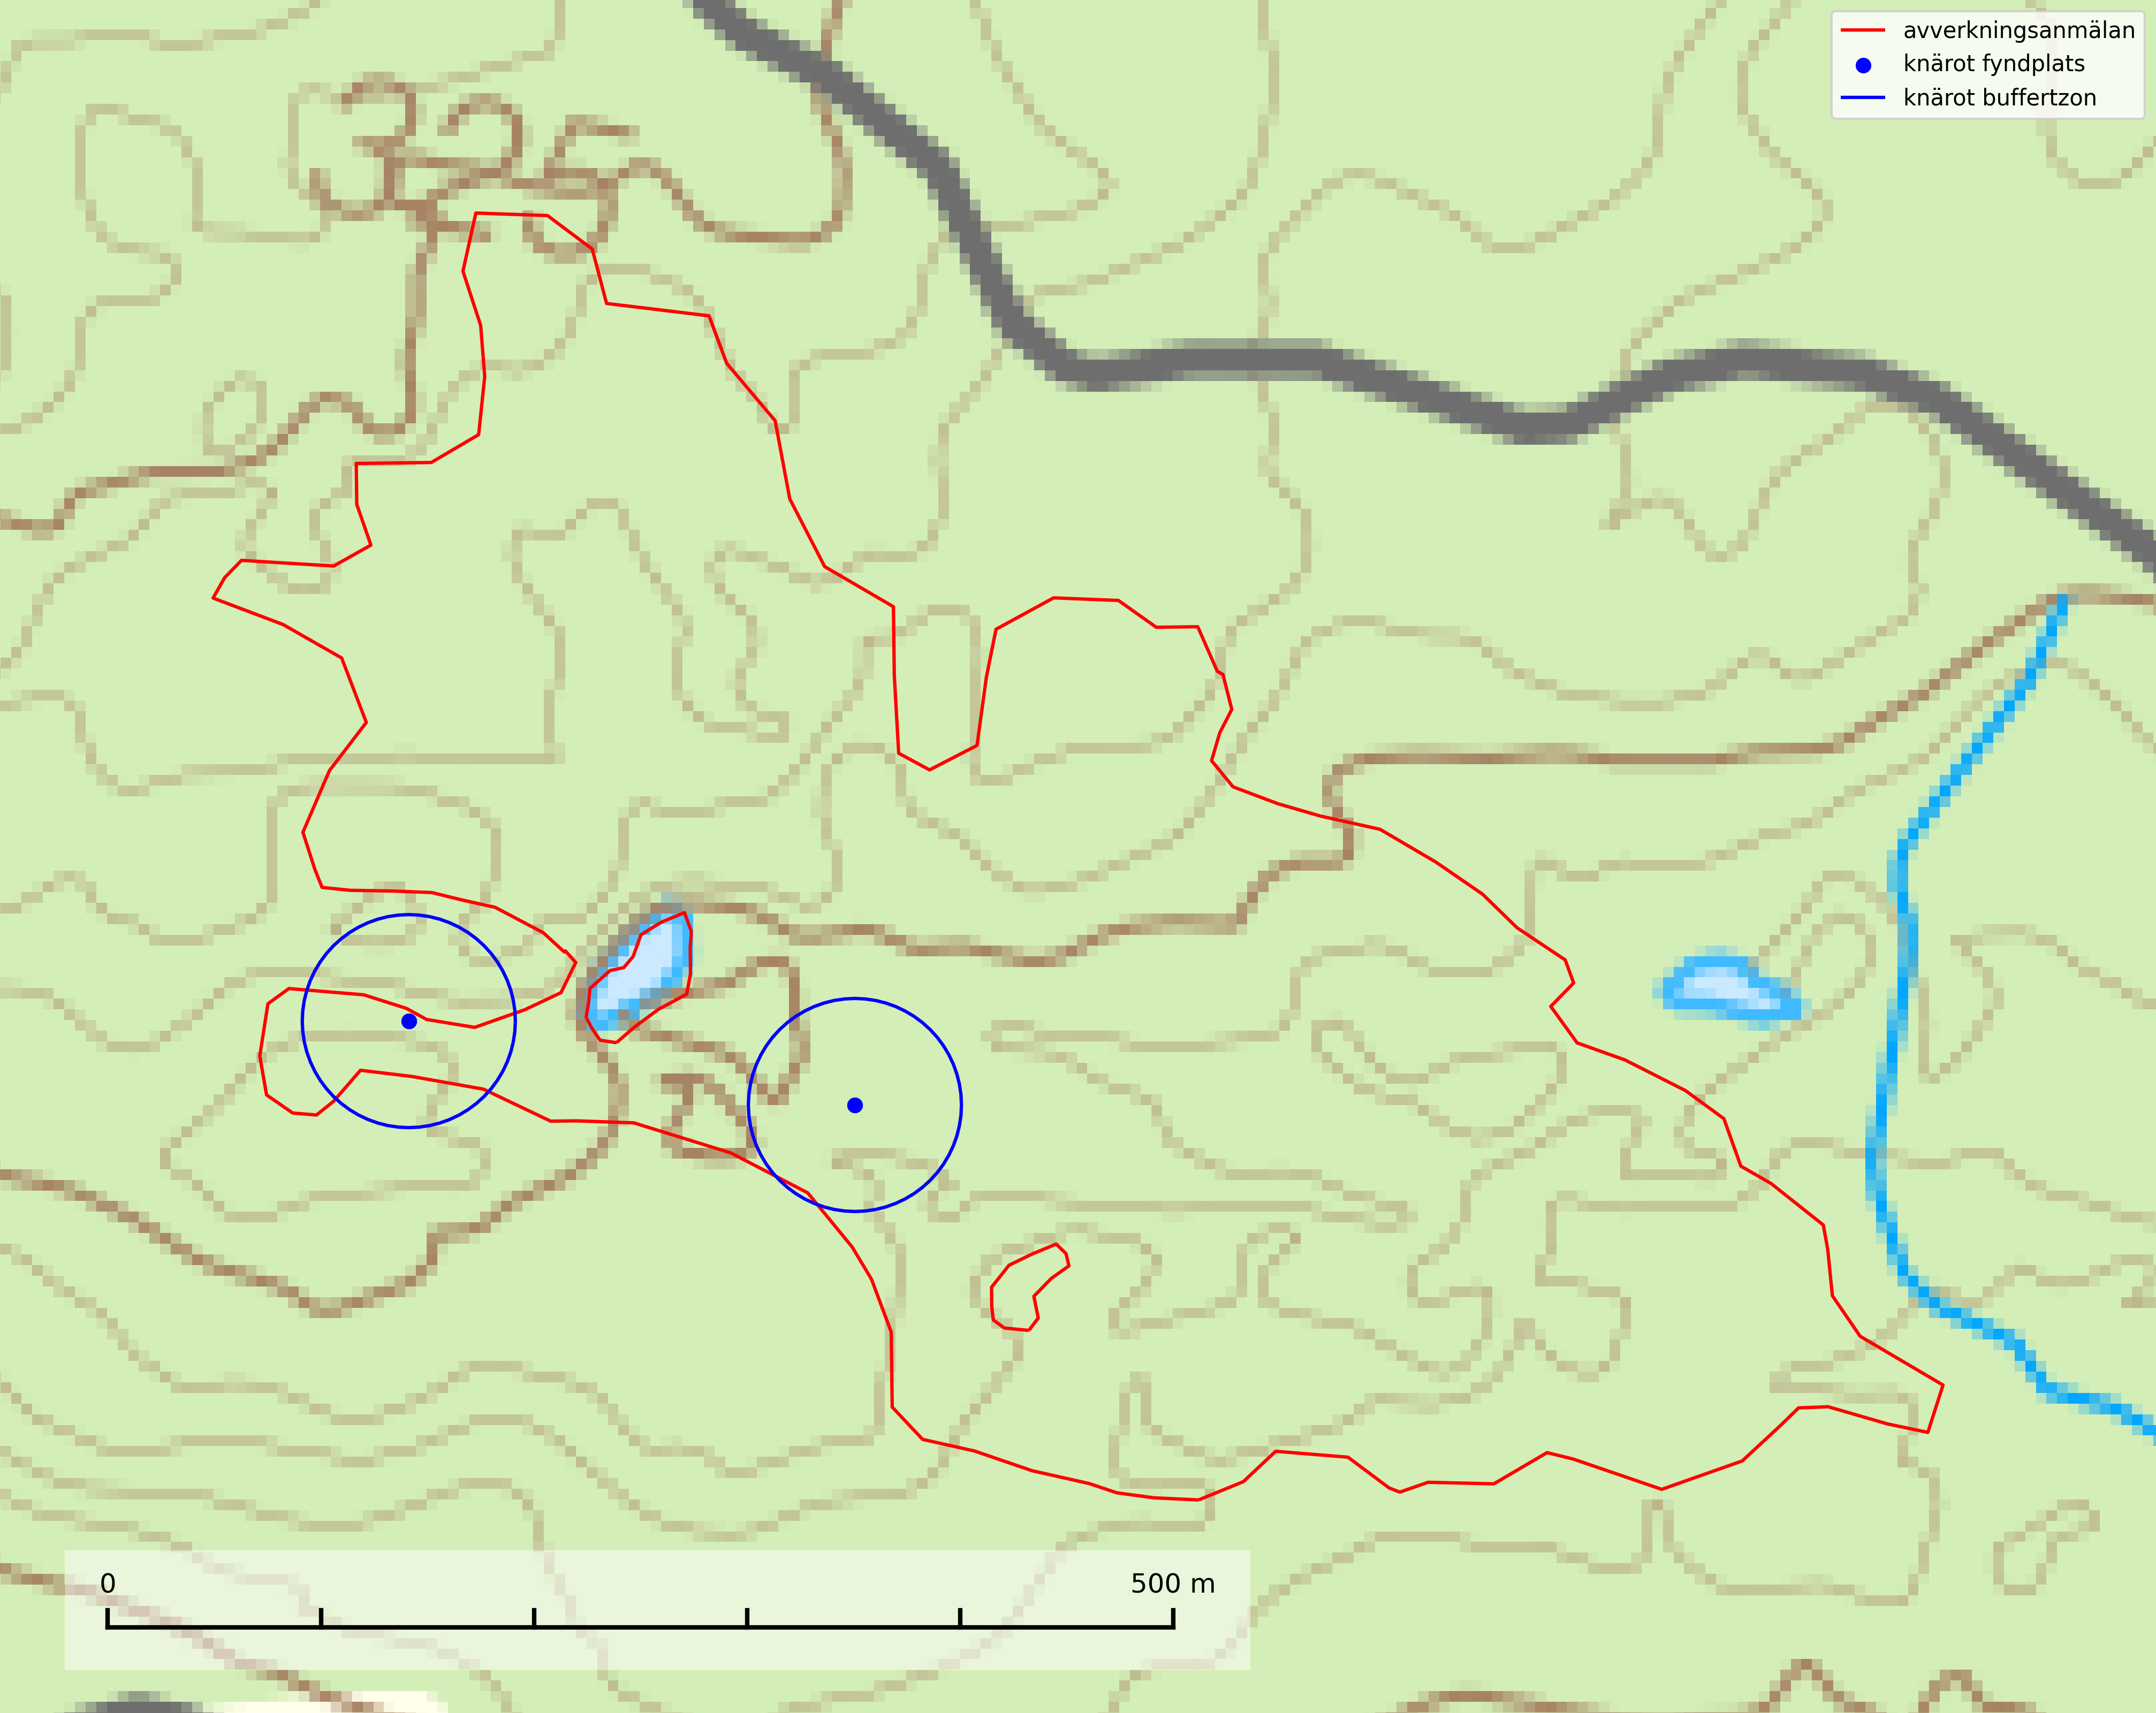 avverkningsanmälan
knärot fyndplats
knärot buffertzon
325
0
500 m